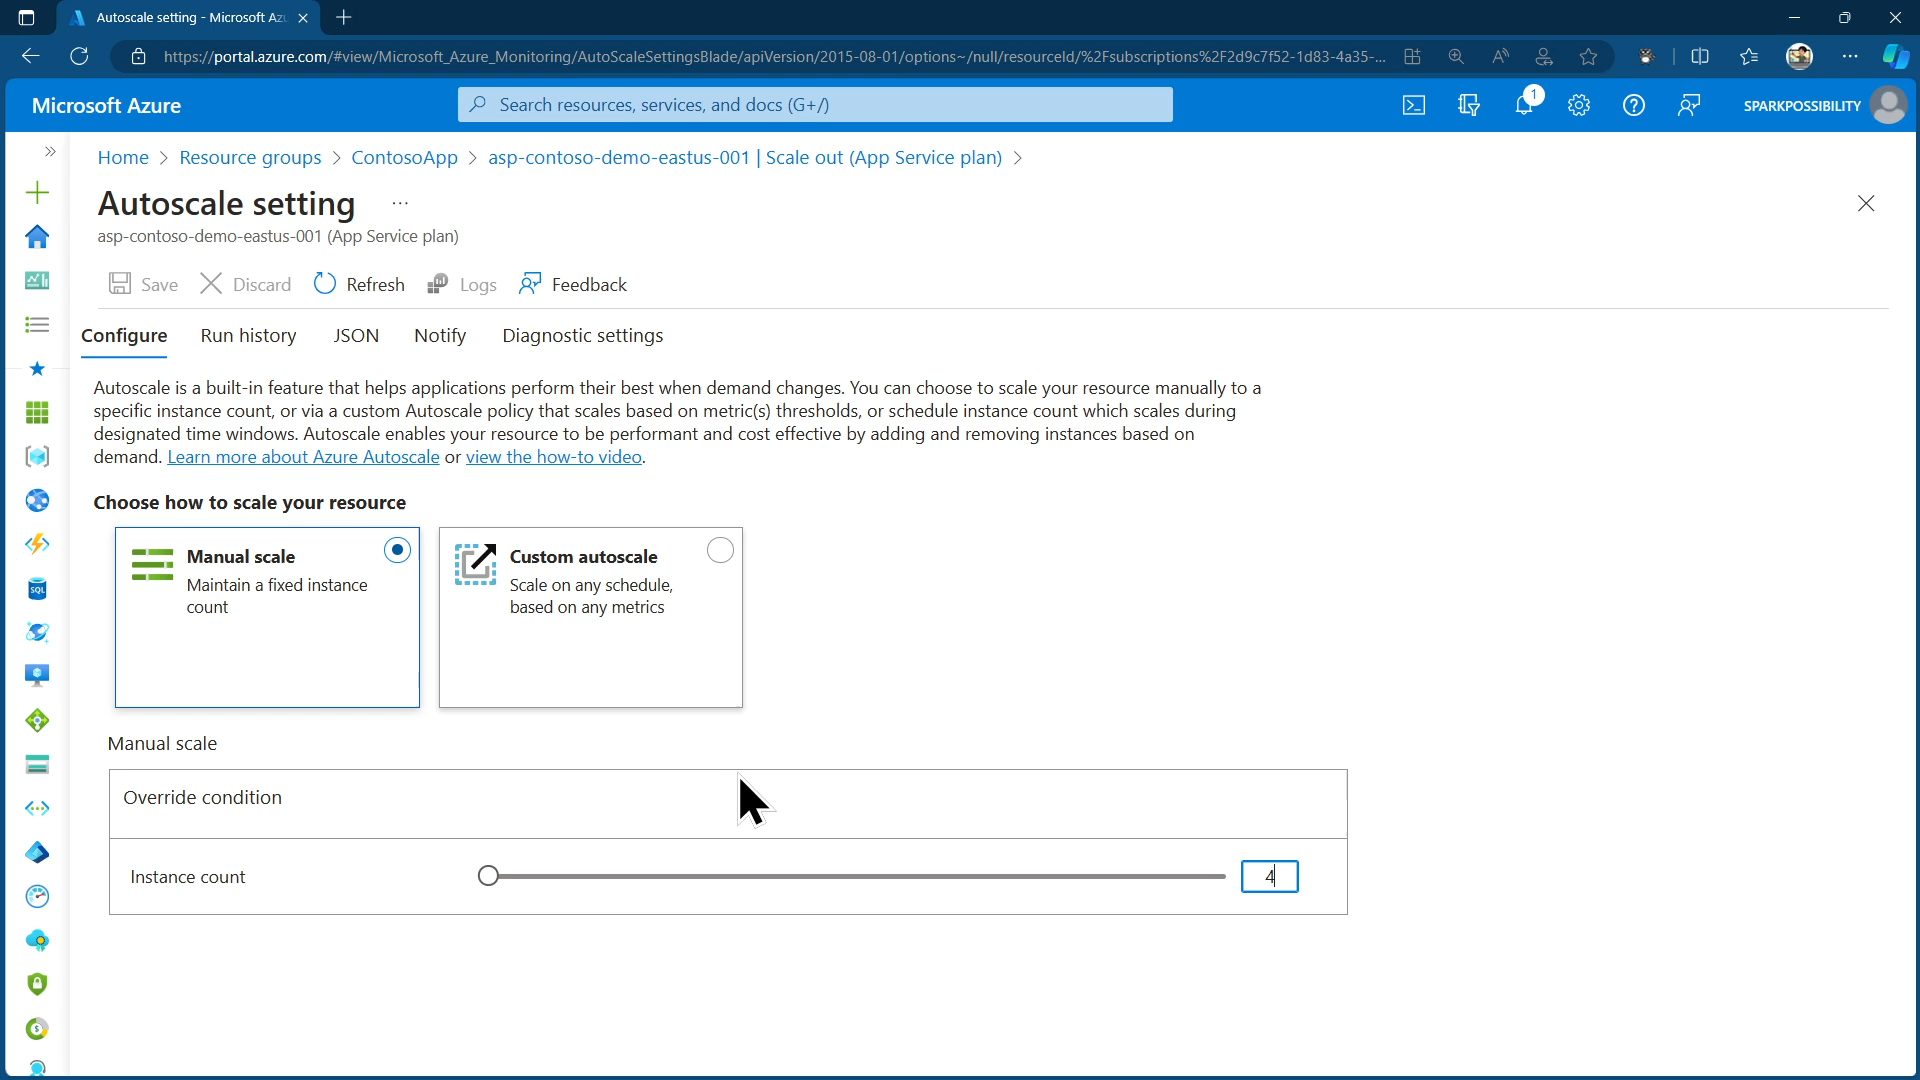 Autoscale setting - Microsoft Az
https://portal.azure.com/#view/Microsoft_Azure_Monitoring/AutoScaleSettingsBlade/apiVersion/2015-08-01/options~/null/resourceId/%2Fsubscriptions%2F2d9c7f52-1d83-4a35-...
Microsoft Azure
Search resources, services, and docs (G+/)
1
SPARKPOSSIBILITY
Home > Resource groups > ContosoApp > asp-contoso-demo-eastus-001 | Scale out (App Service plan) >
Autoscale setting ...
asp-contoso-demo-eastus-001 (App Service plan)
Save Discard Refresh Logs Feedback
Configure Run history JSON Notify Diagnostic settings
Autoscale is a built-in feature that helps applications perform their best when demand changes. You can choose to scale your resource manually to a
specific instance count, or via a custom Autoscale policy that scales based on metric(s) thresholds, or schedule instance count which scales during
designated time windows. Autoscale enables your resource to be performant and cost effective by adding and removing instances based on
demand. Learn more about Azure Autoscale or view the how-to video.
Choose how to scale your resource
Manual scale
Maintain a fixed instance
count
Custom autoscale
Scale on any schedule,
based on any metrics
Manual scale
Override condition
Instance count
4
SQL